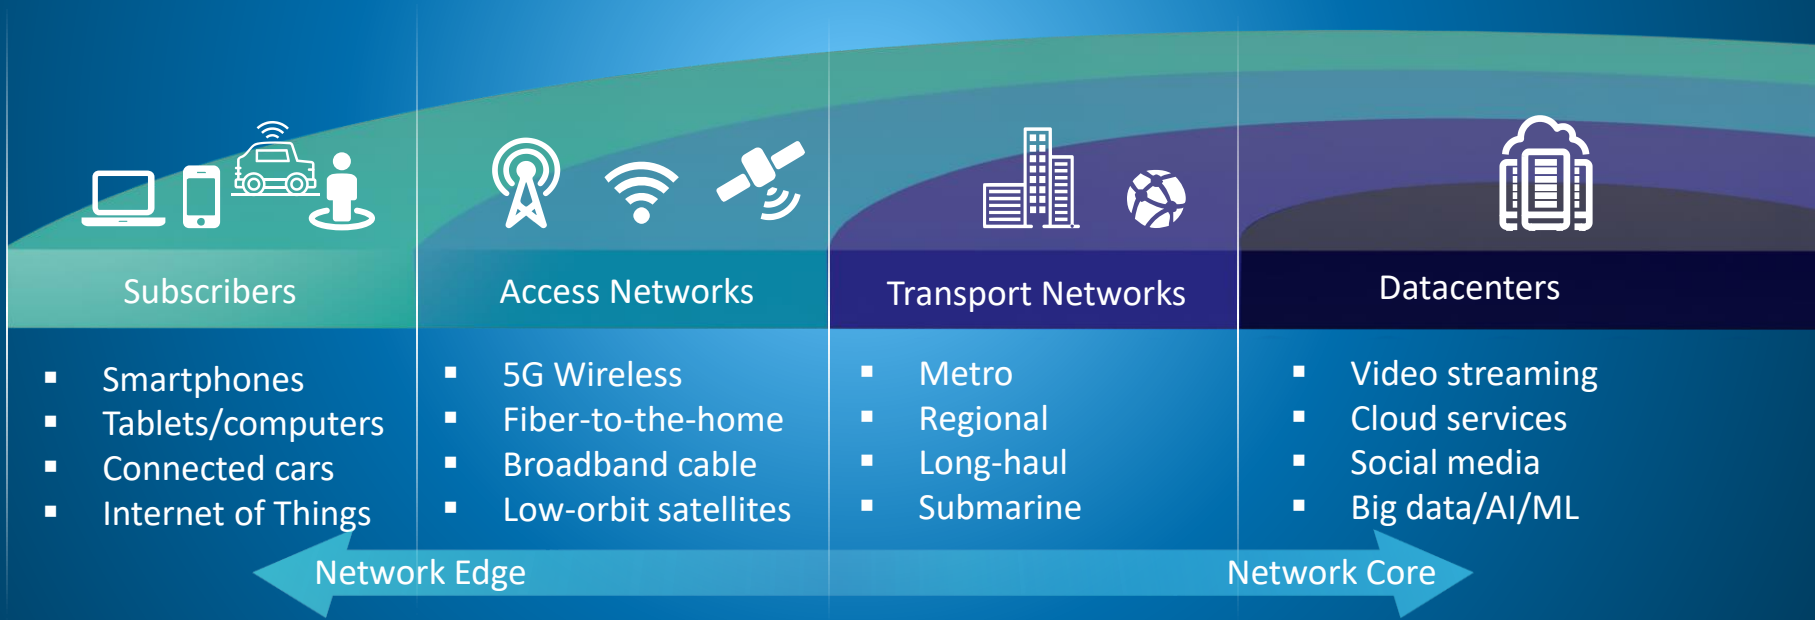 Subscribers
▪ Smartphones
▪ Tablets/computers
▪ Connected cars
▪ Internet of Things
Access Networks
▪ 5G Wireless
▪ Fiber-to-the-home
▪ Broadband cable
▪ Low-orbit satellites
Transport Networks
▪ Metro
▪ Regional
▪ Long-haul
▪ Submarine
Datacenters
▪ Video streaming
▪ Cloud services
▪ Social media
▪ Big data/AI/ML
Network Edge
Network Core